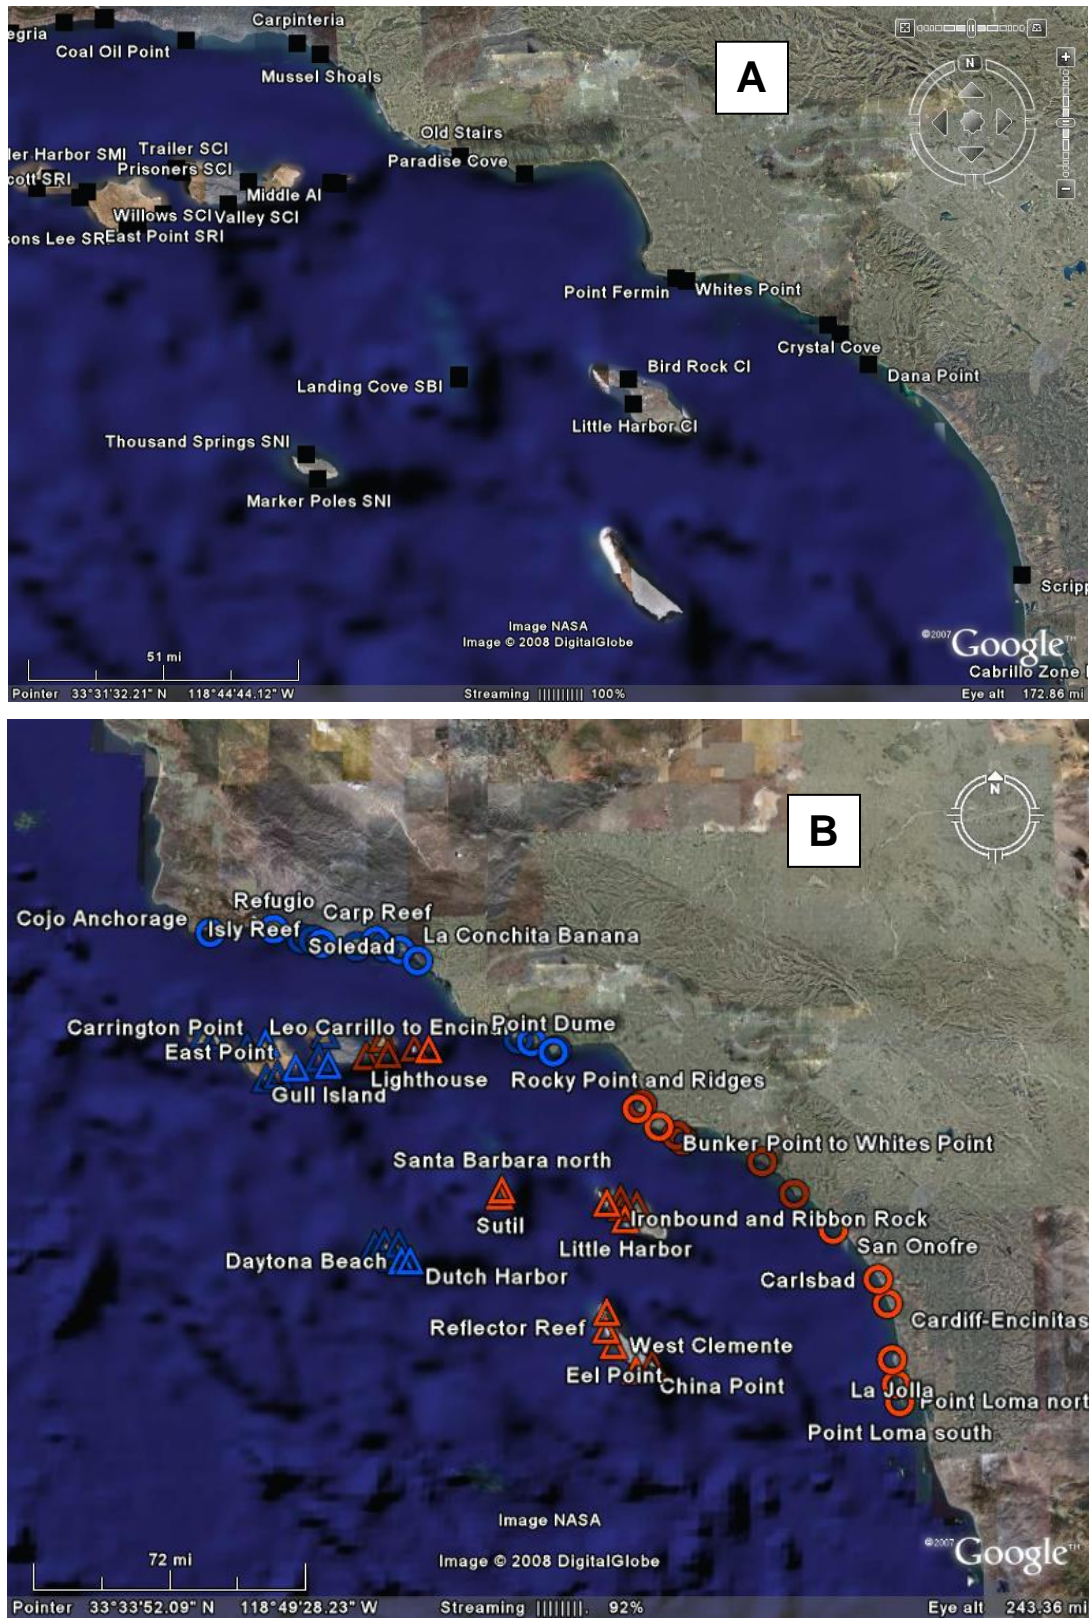 Carpinteria
egria
Coal Oil Point
Mussel Shoals
A
N
Old Stairs
Paradise Cove
ler Harbor SMI
Trailer SCI
Prisoners SCI
cott SRI
Middle AI
Willows SCI
Valley SCI
sons Lee SRI
East Point SRI
Point Fermin
Whites Point
Crystal Cove
Dana Point
Bird Rock CI
Landing Cove SBI
Little Harbor CI
Thousand Springs SNI
Marker Poles SNI
Scripp
Image NASA
Image © 2008 DigitalGlobe
©2007 Google™
51 mi
Cabrillo Zone
Pointer 33°31'32.21" N 118°44'44.12" W Streaming ||||||||| 100% Eye alt 172.86 mi
B
N
Refugio
Cojo Anchorage
Isly Reef
Carp Reef
Soledad
La Conchita Banana
Carrington Point
Leo Carrillo to Encin
Point Dume
East Point
Lighthouse
Rocky Point and Ridges
Gull Island
Bunker Point to Whites Point
Santa Barbara north
Sutil
Ironbound and Ribbon Rock
Little Harbor
San Onofre
Daytona Beach
Dutch Harbor
Carlsbad
Cardiff-Encinitas
Reflector Reef
West Clemente
Eel Point
China Point
La Jolla
Point Loma nort
Point Loma south
Image NASA
Image © 2008 DigitalGlobe
©2007 Google™
72 mi
Pointer 33°33'52.09" N 118°49'28.23" W Streaming ||||||||. 92% Eye alt 243.36 mi